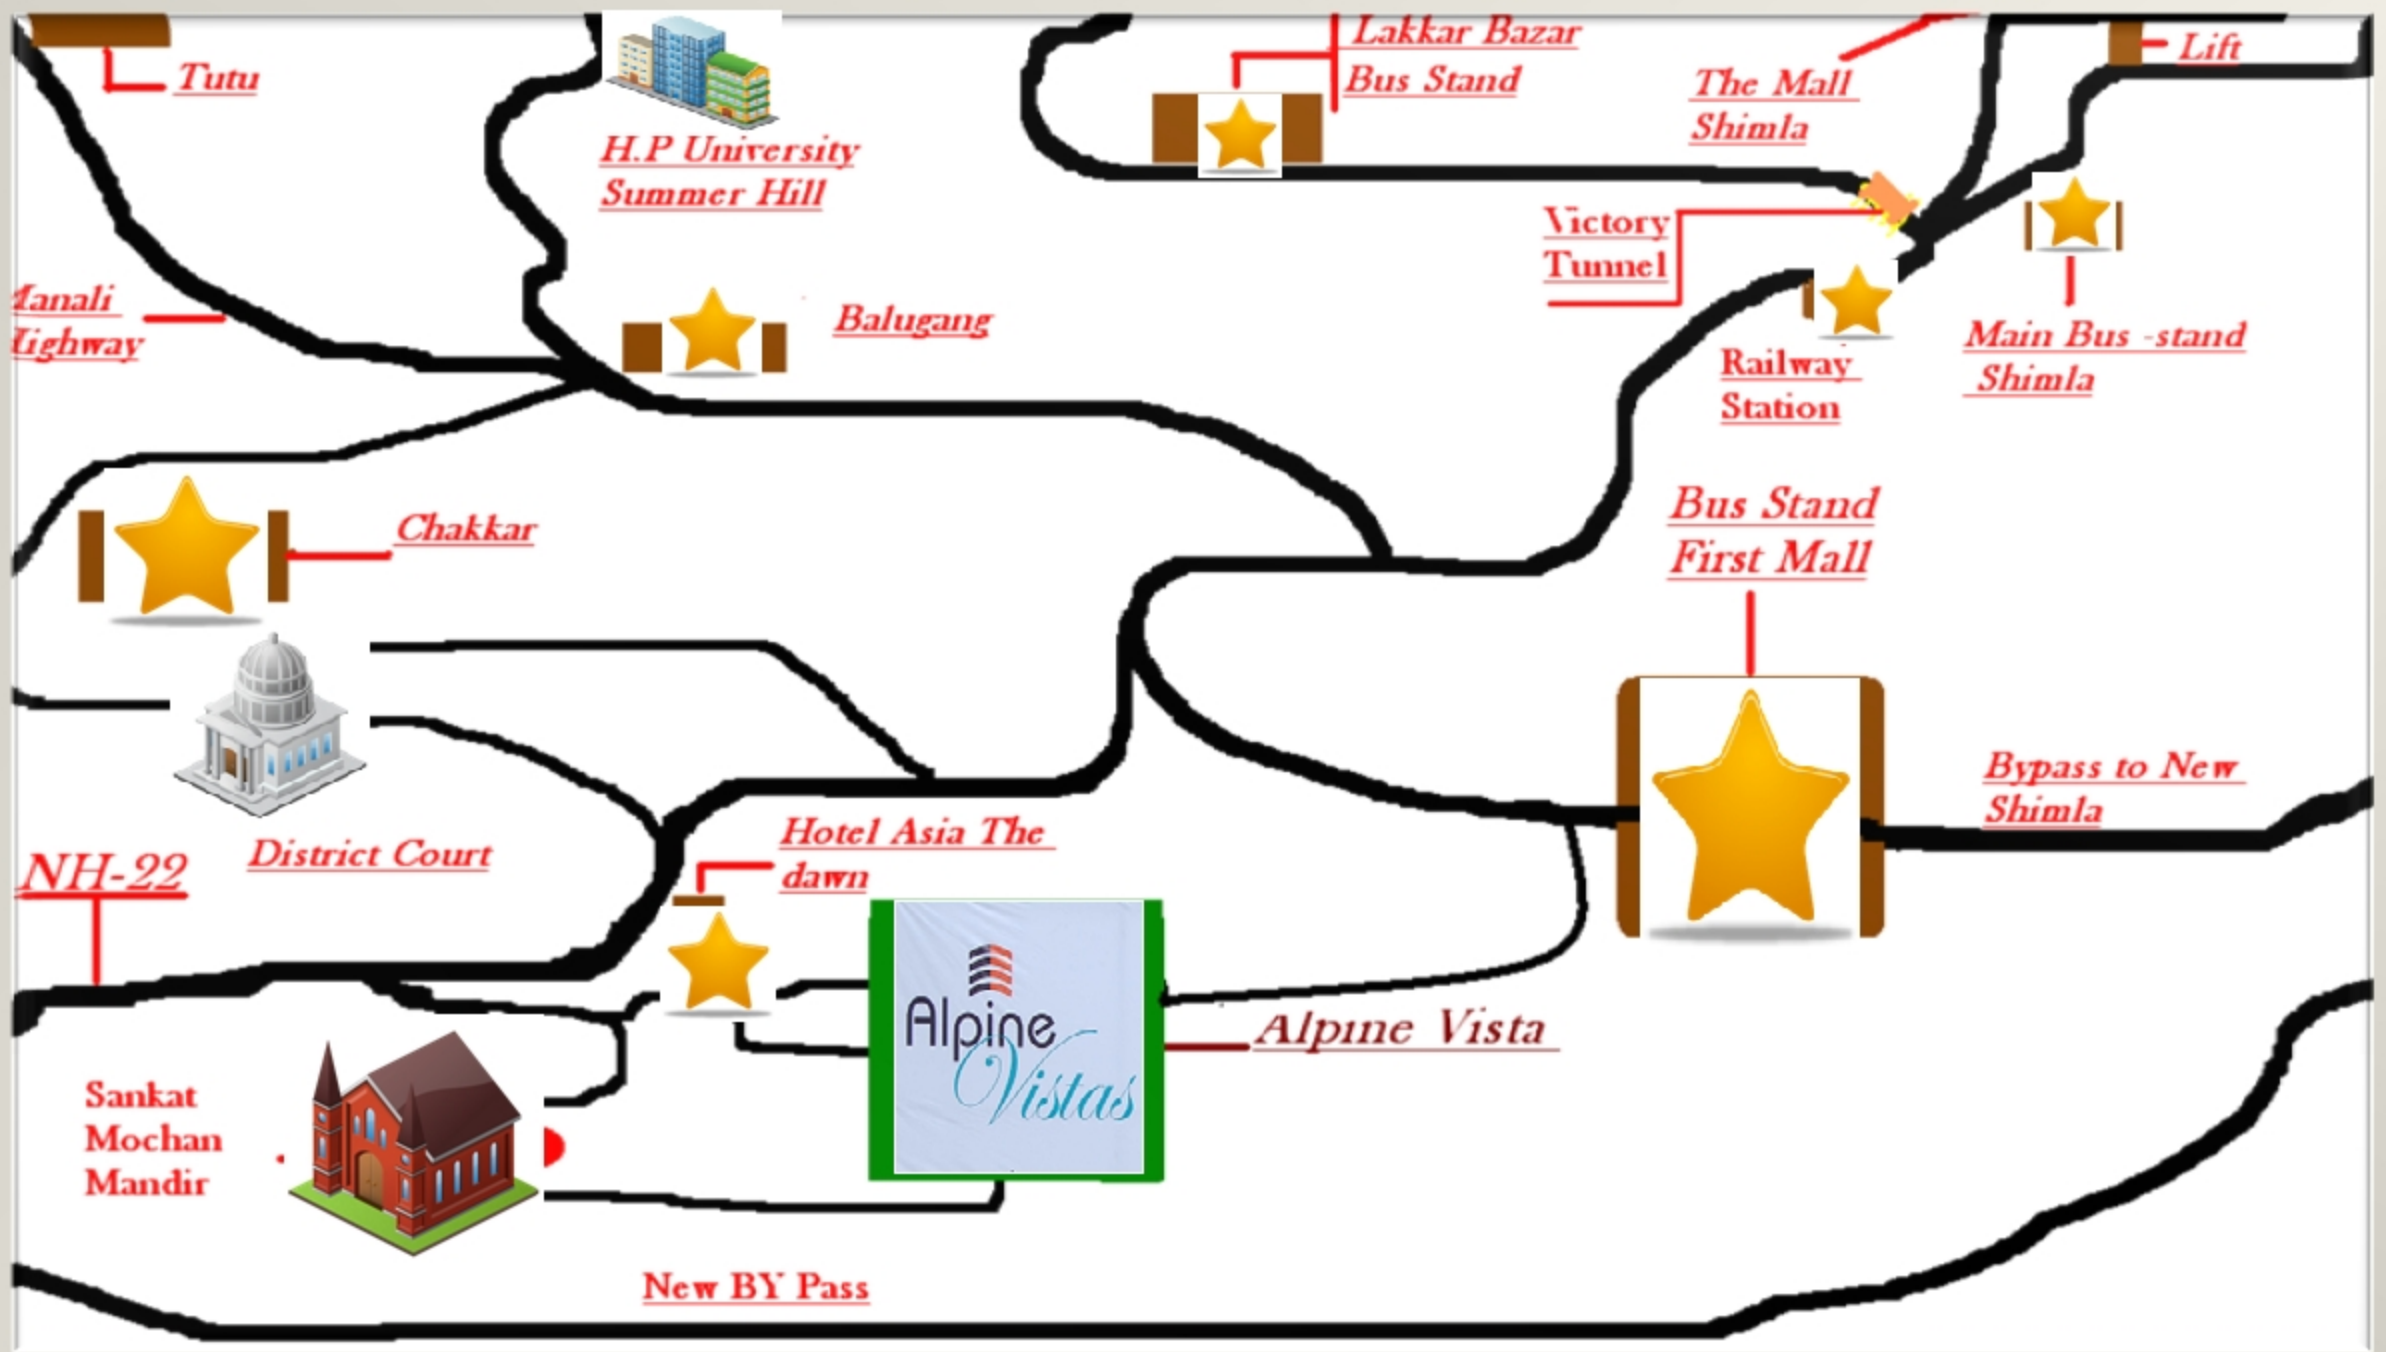 Tutu
H.P University
Summer Hill
Lakkar Bazar
Bus Stand
The Mall
Shimla
Lift
Victory
Tunnel
Railway
Station
Main Bus -stand
Shimla
Balugang
Chakkar
Bus Stand
First Mall
Bypass to New
Shimla
District Court
NH-22
Hotel Asia The
dawn
Alpine
Vistas
Alpine Vista
Sankat
Mochan
Mandir
New BY Pass